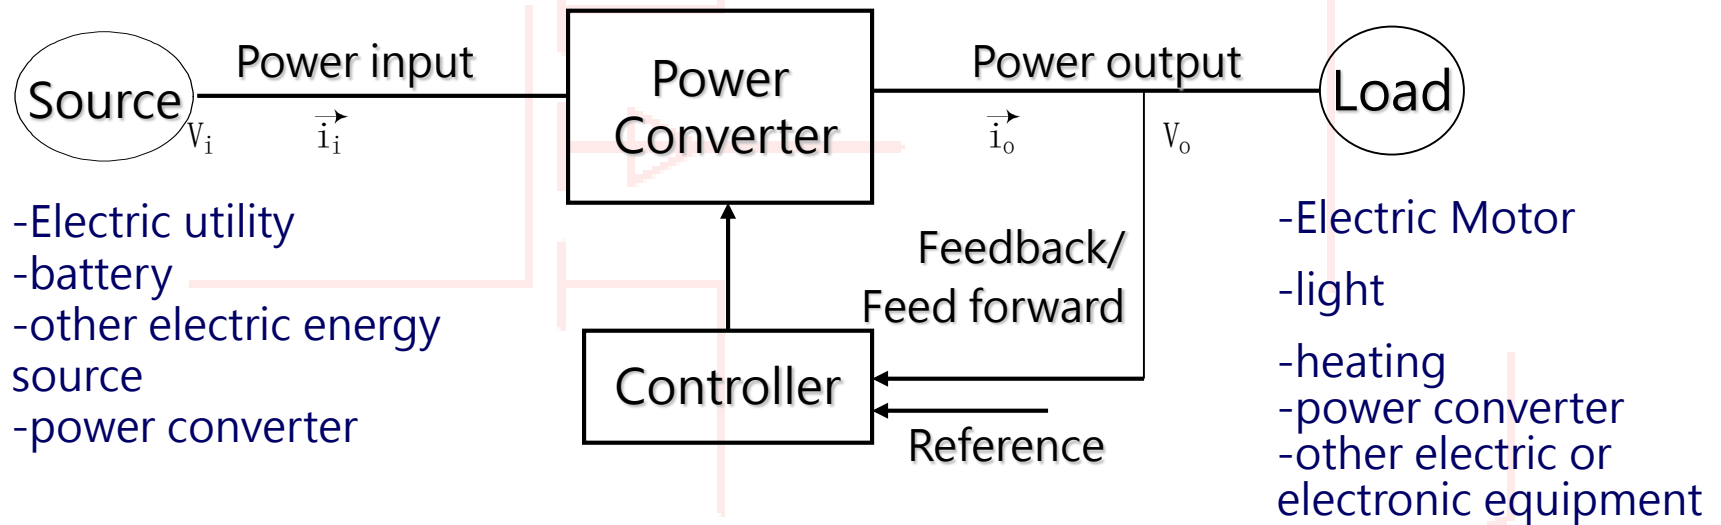 Power input
Power
Converter
Power output
Source
Load
Vi
ii
io
Vo
-Electric utility
-battery
-other electric energy
source
-power converter
Feedback/
Feed forward
Controller
Reference
-Electric Motor
-light
-heating
-power converter
-other electric or
electronic equipment